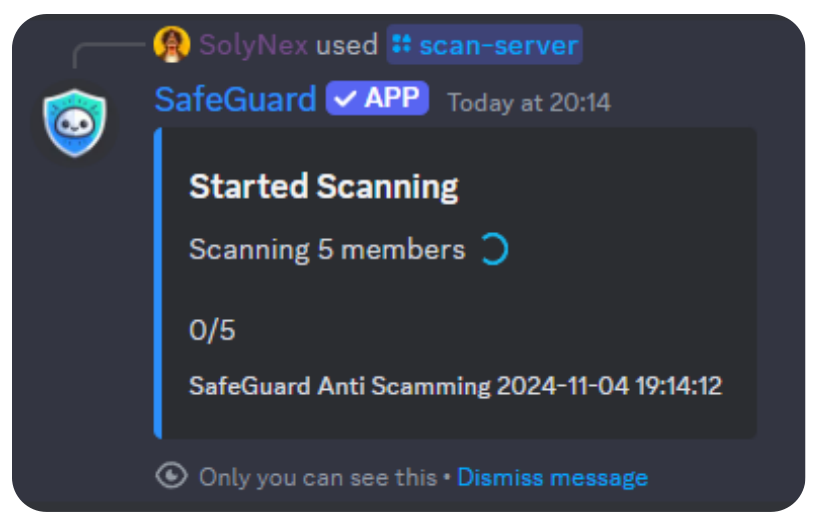 SolyNex used scan-server
SafeGuard APP Today at 20:14
Started Scanning
Scanning 5 members
0/5
SafeGuard Anti Scamming 2024-11-04 19:14:12
Only you can see this • Dismiss message